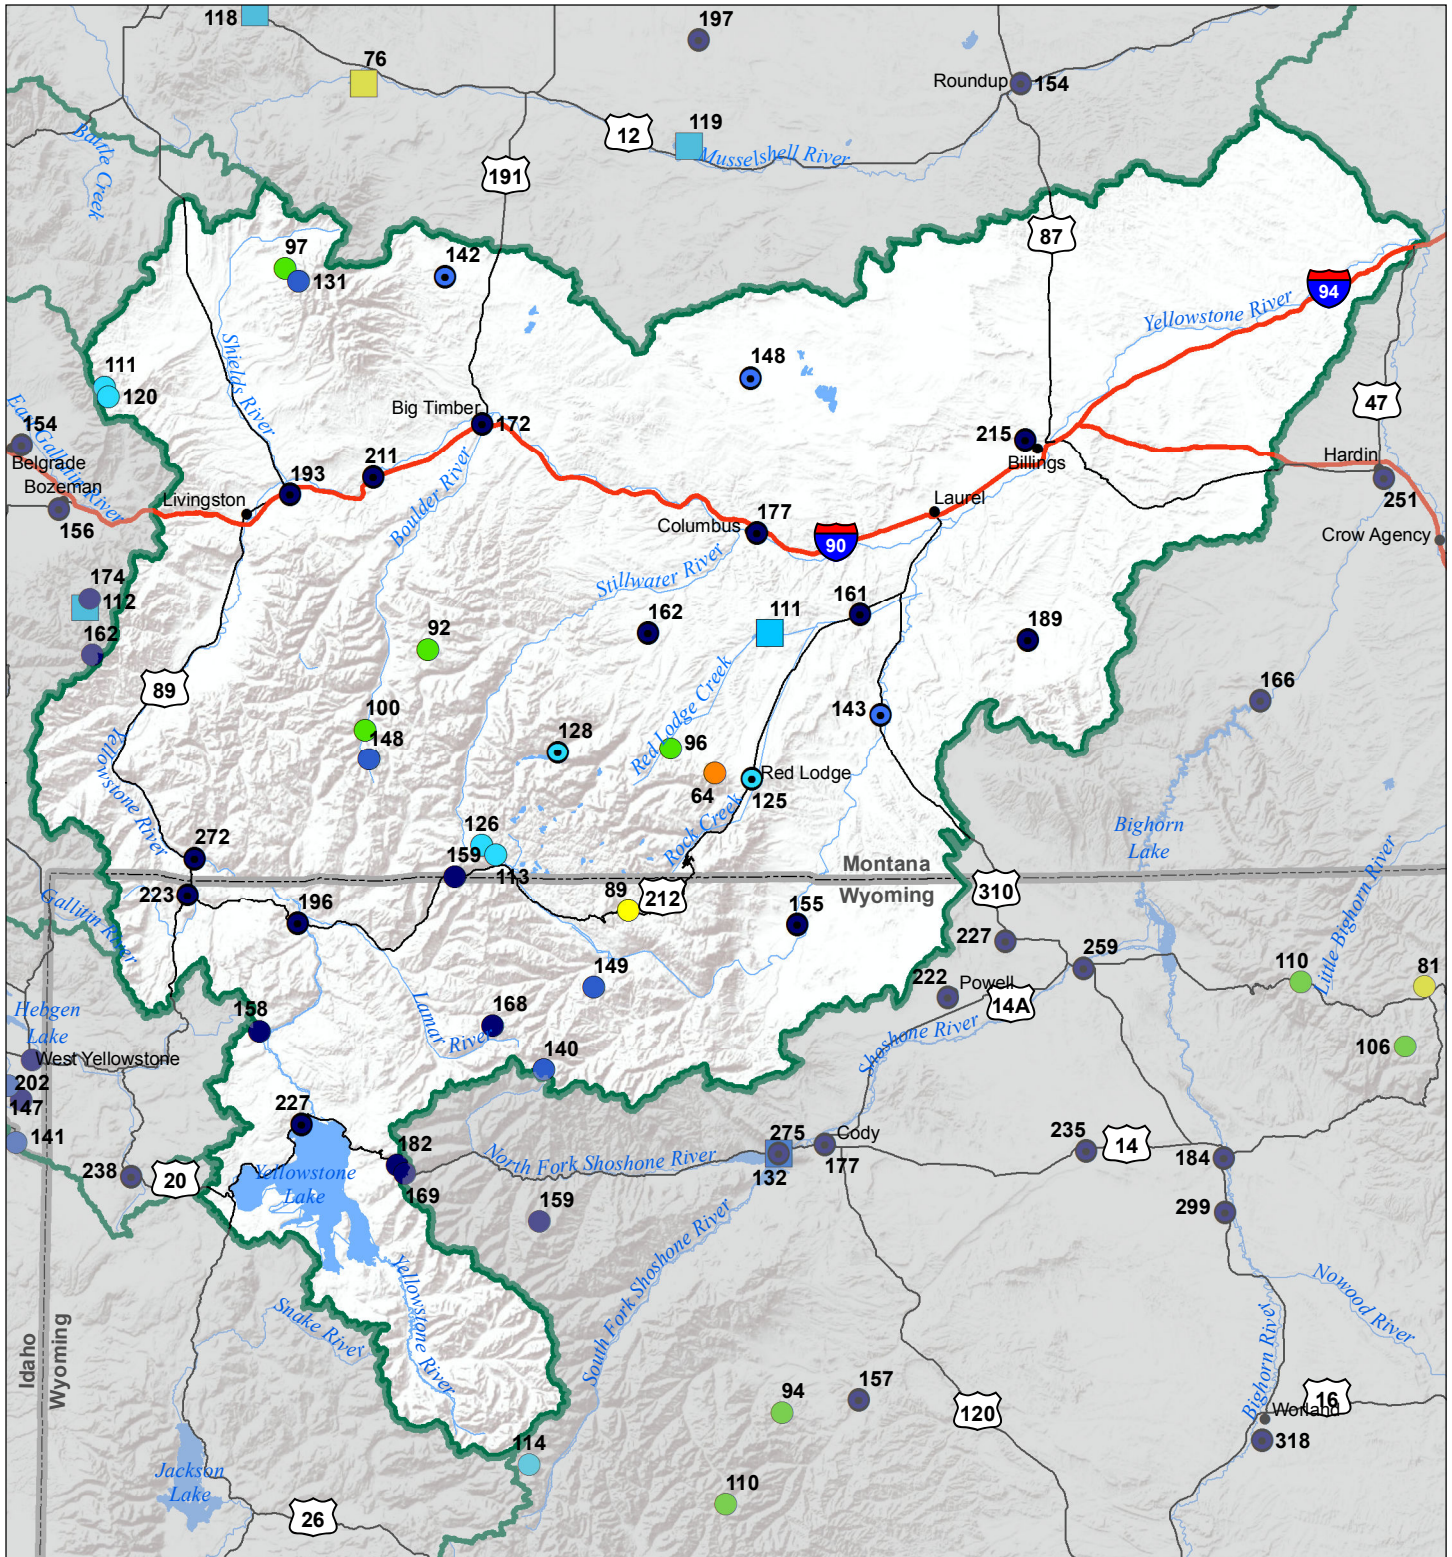 118
197
76
Roundup
154
Battle Creek
12
119
Musselshell River
191
87
97
142
131
94
Yellowstone River
Shields River
148
111
120
47
Big Timber
172
East Gallatin River
154
Belgrade
215
Billings
Hardin
251
211
193
Bozeman
Livingston
156
Boulder River
Laurel
Columbus
177
90
Crow Agency
Stillwater River
174
112
162
161
111
189
162
92
89
Red Lodge Creek
166
143
100
148
128
96
64
Red Lodge
125
Yellowstone River
Rock Creek
Bighorn
Lake
272
126
159
113
Montana
Wyoming
Little Bighorn River
223
89
212
310
196
155
Gallitin River
227
259
149
222
Powell
14A
110
81
Hebgen
Lake
158
168
Lamar River
Shoshone River
West Yellowstone
140
106
202
147
227
141
182
275
Cody
235
14
North Fork Shoshone River
238
20
Yellowstone
Lake
169
132
177
184
159
299
South Fork Shoshone River
Yellowstone River
Nowood River
Snake River
Idaho
Wyoming
Bighorn River
94
157
120
16
Worland
318
114
Jackson
Lake
110
26